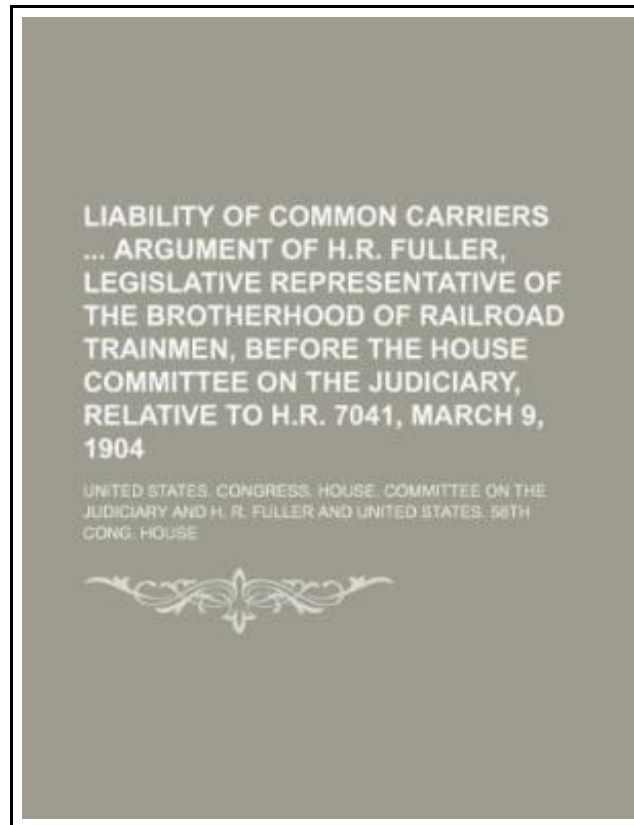 LIABILITY OF COMMON CARRIERS
... ARGUMENT OF H.R. FULLER,
LEGISLATIVE REPRESENTATIVE OF
THE BROTHERHOOD OF RAILROAD
TRAINMEN, BEFORE THE HOUSE
COMMITTEE ON THE JUDICIARY,
RELATIVE TO H.R. 7041, MARCH 9,
1904
UNITED STATES. CONGRESS. HOUSE. COMMITTEE ON THE
JUDICIARY AND H. R. FULLER AND UNITED STATES. 58TH
CONG. HOUSE